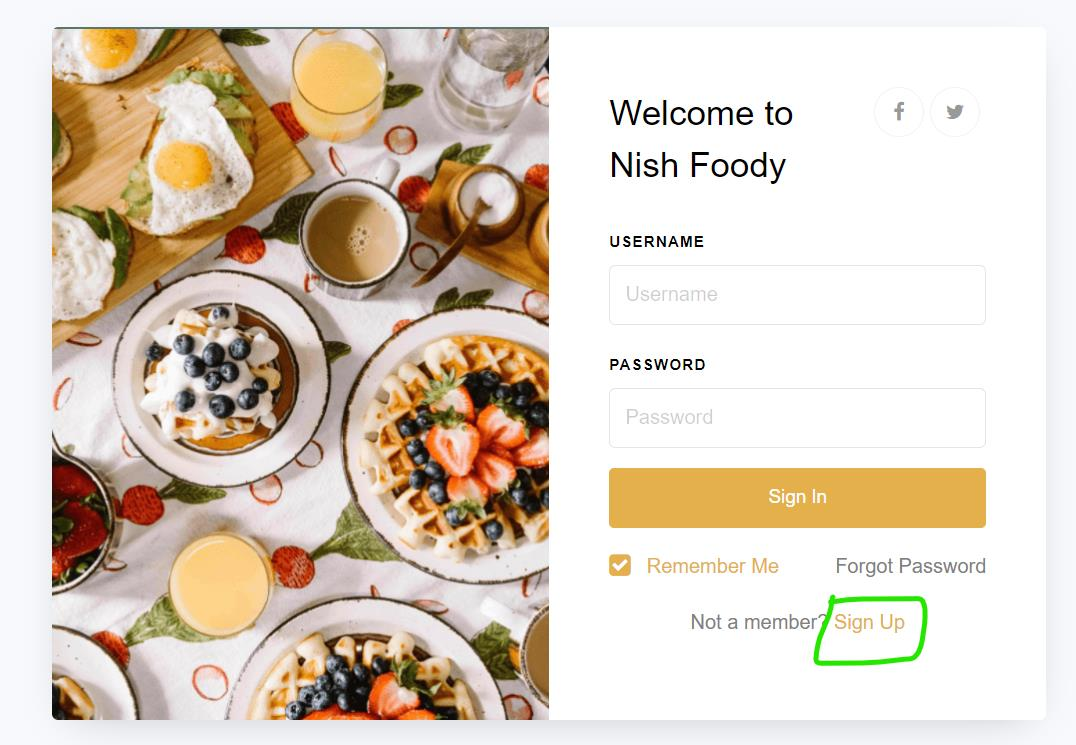 Welcome to
Nish Foody
USERNAME
Username
PASSWORD
Password
Sign In
Remember Me Forgot Password
Not a member? Sign Up